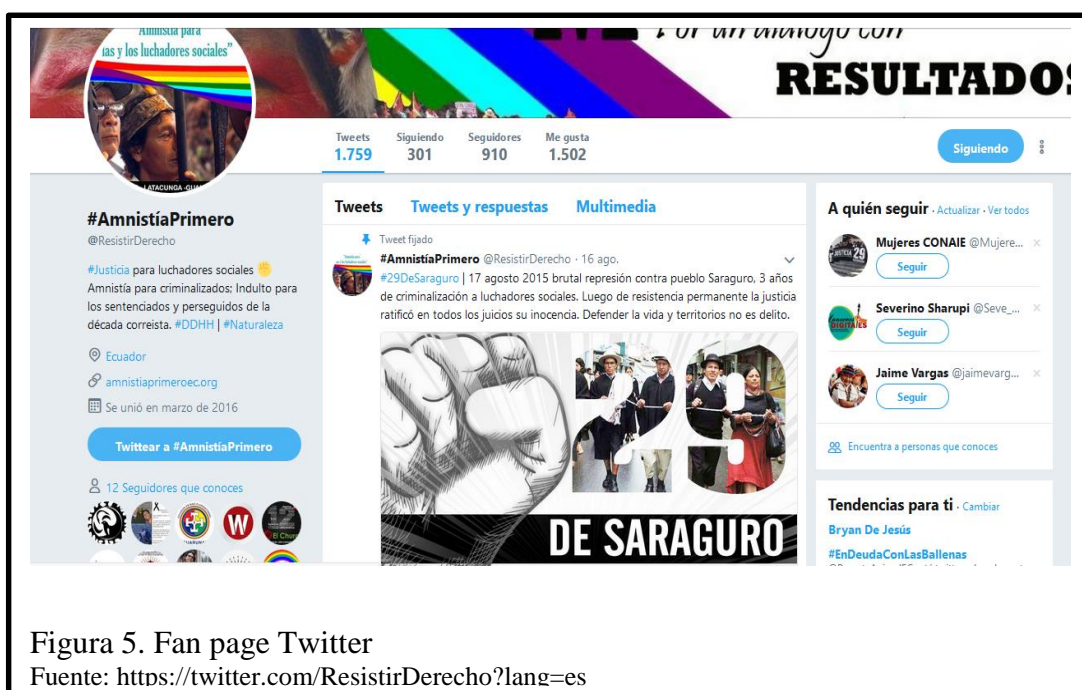 Amnistía para
ias y los luchadores sociales"
Por un diálogo con
RESULTADOS
LATACUNGA
Tweets Siguiendo Seguidores Me gusta
1.759 301 910 1.502
Siguiendo
#AmnistíaPrimero
@ResistirDerecho
#Justicia para luchadores sociales ✊
Amnistía para criminalizados; Indulto para
los sentenciados y perseguidos de la
década correista. #DDHH | #Naturaleza
Ecuador
amnistiaprimeroec.org
Se unió en marzo de 2016
Twittear a #AmnistíaPrimero
12 Seguidores que conoces
W
El Churo
Tweets Tweets y respuestas Multimedia
Tweet fijado
#AmnistíaPrimero @ResistirDerecho · 16 ago.
#29DeSaraguro | 17 agosto 2015 brutal represión contra pueblo Saraguro, 3 años
de criminalización a luchadores sociales. Luego de resistencia permanente la justicia
ratificó en todos los juicios su inocencia. Defender la vida y territorios no es delito.
29
DE SARAGURO
A quién seguir · Actualizar · Ver todos
Mujeres CONAIE @Mujere...
Seguir
Severino Sharupi @Seve_...
Seguir
Jaime Vargas @jaimevarg...
Seguir
Encuentra a personas que conoces
Tendencias para ti · Cambiar
Bryan De Jesús
#EnDeudaConLasBallenas
Figura 5. Fan page Twitter
Fuente: https://twitter.com/ResistirDerecho?lang=es